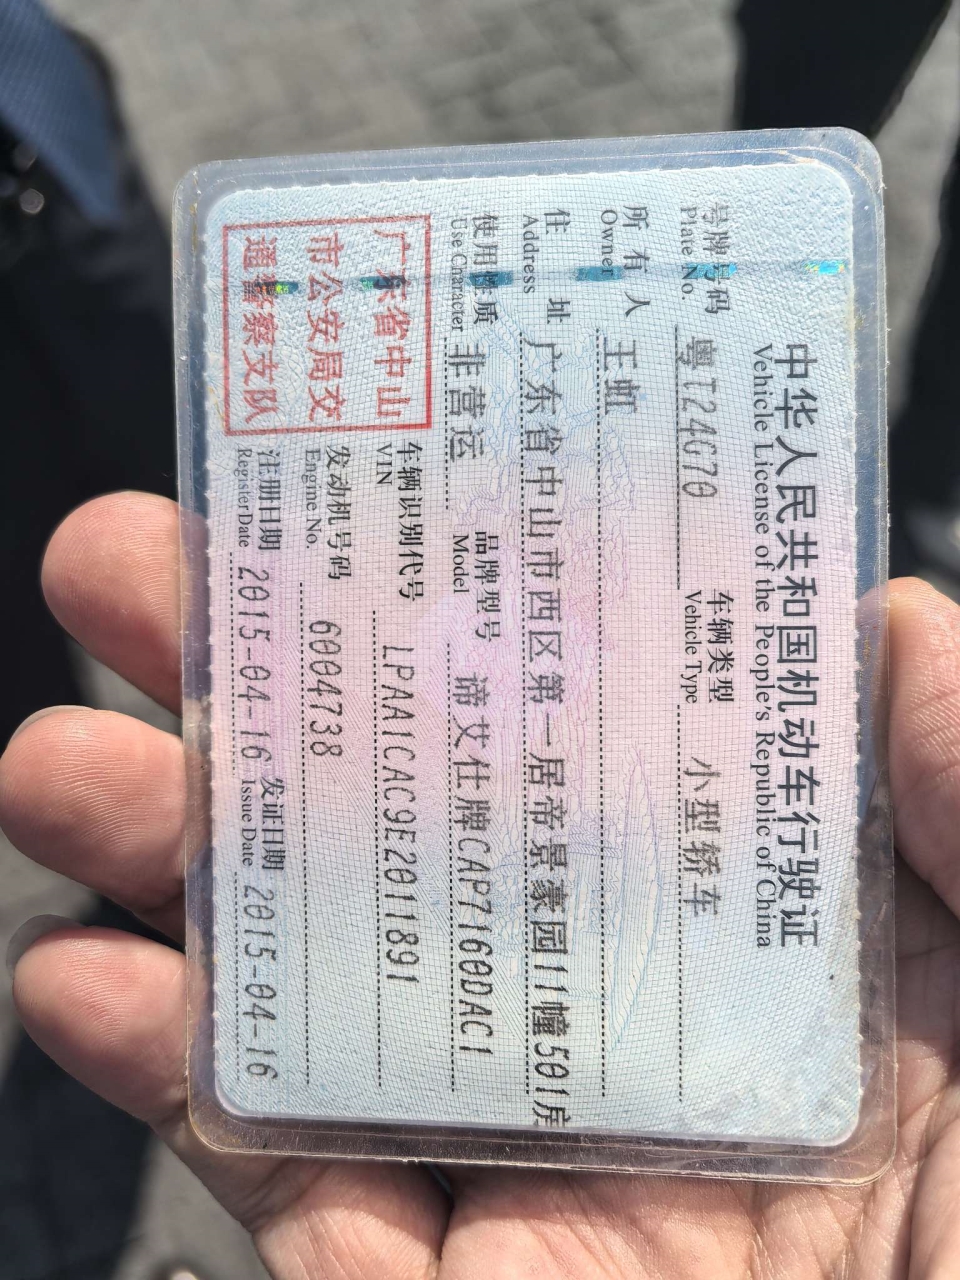 中华人民共和国机动车行驶证
Vehicle License of the People's Republic of China
号牌号码 粤T24G70 车辆类型 小型轿车
Plate No. Vehicle Type
所有人 王虹
Owner
住址 广东省中山市西区第一居帝景豪园11幢501房
Address
使用性质 非营运 品牌型号 谛艾仕牌CAP7160DAC1
Use Character Model
广东省中山
市公安局交
通警察支队
车辆识别代号 LPAA1CAC9E2011891
VIN
发动机号码 6004738
Engine No.
注册日期 2015-04-16 发证日期 2015-04-16
Register Date Issue Date